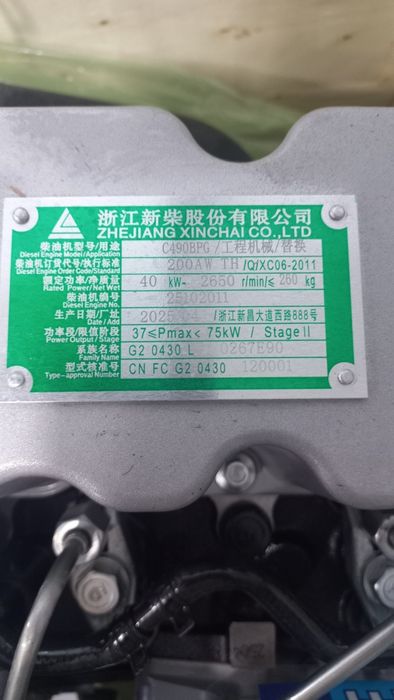 浙江新柴股份有限公司
ZHEJIANG XINCHAI CO., LTD.
柴油机型号/用途 C490BPG /工程机械/替换
Diesel Engine Model/Application
柴油机订货代号/执行标准 200AW TH /Q/XC06-2011
Diesel Engine Order Code/Standard
额定功率/净质量 40 kW- 2650 r/min/≤ 260 kg
Rated Power/Net Wet
柴油机编号 25102011
Diesel Engine No.
生产日期/厂址 2025.04 /浙江新昌大道西路888号
Date / Add
功率段/限值阶段 37≤Pmax< 75kW / Stage II
Power Output / Stage
系族名称 G2 0430 L 0267E90
Family Name
型式核准号 CN FC G2 0430 120001
Type-approval Number